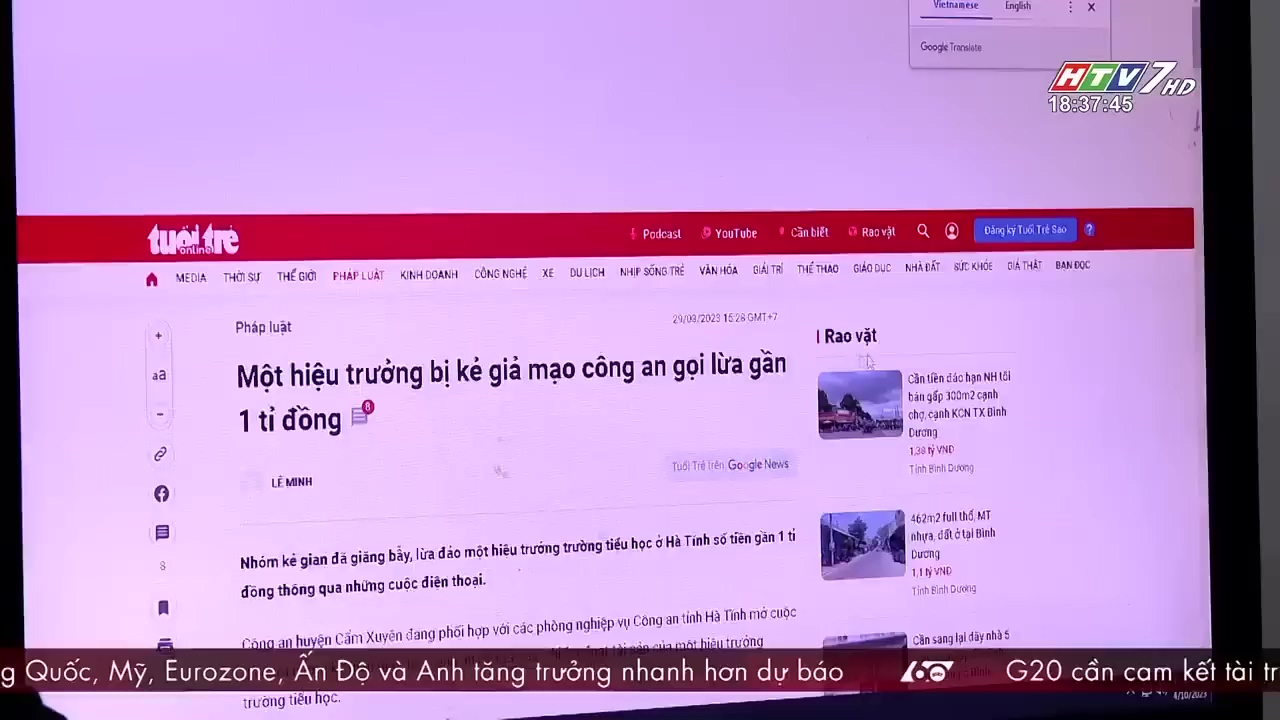 Vietnamese English
Google Translate
HTV7 HD
18:37:45
tuổi trẻ online
Podcast YouTube Cần biết Rao vặt Đăng ký Tuổi Trẻ Sao ?
MEDIA THỜI SỰ THẾ GIỚI PHÁP LUẬT KINH DOANH CÔNG NGHỆ XE DU LỊCH NHỊP SỐNG TRẺ VĂN HÓA GIẢI TRÍ THỂ THAO GIÁO DỤC NHÀ ĐẤT SỨC KHỎE GIẢ THẬT BẠN ĐỌC
+
aa
-
8
Pháp luật
29/03/2023 15:28 GMT+7
Một hiệu trưởng bị kẻ giả mạo công an gọi lừa gần
1 tỉ đồng 8
LÊ MINH
Tuổi Trẻ trên Google News
Nhóm kẻ gian đã giăng bẫy, lừa đảo một hiệu trưởng trường tiểu học ở Hà Tĩnh số tiền gần 1 tỉ
đồng thông qua những cuộc điện thoại.
Công an huyện Cẩm Xuyên đang phối hợp với các phòng nghiệp vụ Công an tỉnh Hà Tĩnh mở cuộc
tài sản của một hiệu trưởng
trường tiểu học.
Rao vặt
Cần tiền đáo hạn NH tôi
bán gấp 300m2 cạnh
chợ, cạnh KCN TX Bình
Dương
1,38 tỷ VNĐ
Tỉnh Bình Dương
462m2 full thổ, MT
nhựa, đất ở tại Bình
Dương
1,1 tỷ VNĐ
Tỉnh Bình Dương
Cần sang lại dãy nhà 5
4/10/2023
g Quốc, Mỹ, Eurozone, Ấn Độ và Anh tăng trưởng nhanh hơn dự báo 60 giây G20 cần cam kết tài tr